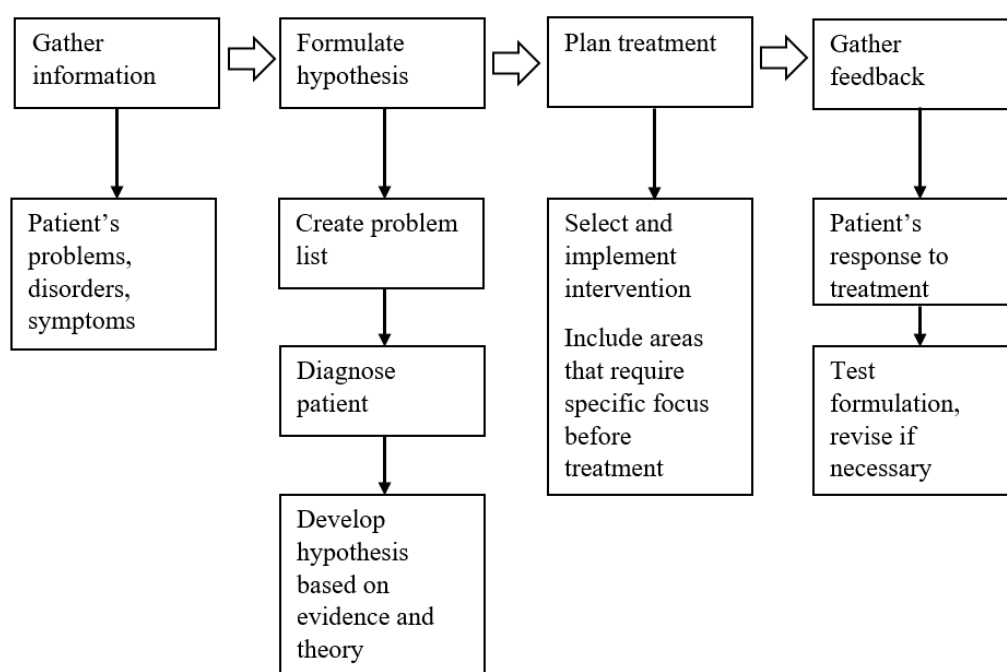 Gather
information
Formulate
hypothesis
Plan treatment
Gather
feedback
Patient’s
problems,
disorders,
symptoms
Create problem
list
Diagnose
patient
Develop
hypothesis
based on
evidence and
theory
Select and
implement
intervention
Include areas
that require
specific focus
before
treatment
Patient’s
response to
treatment
Test
formulation,
revise if
necessary